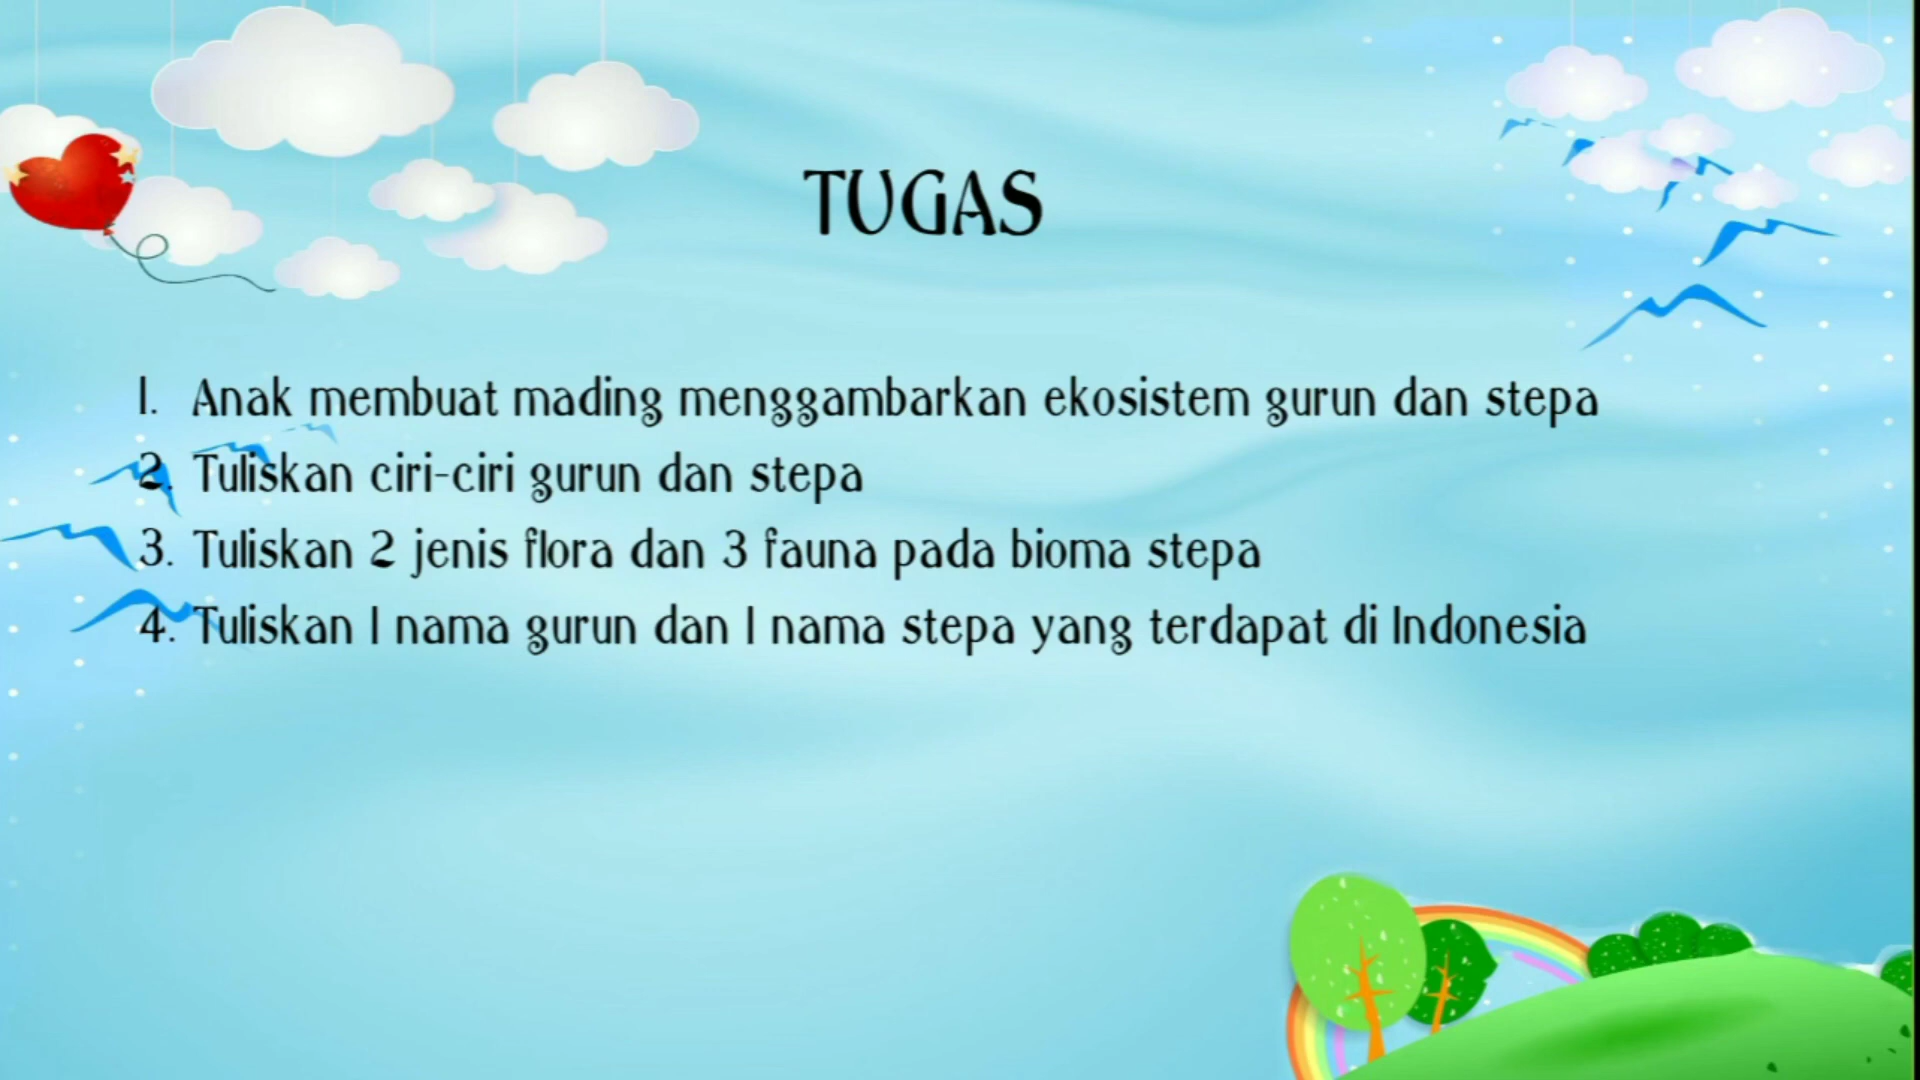 TUGAS
1. Anak membuat mading menggambarkan ekosistem gurun dan stepa
2. Tuliskan ciri-ciri gurun dan stepa
3. Tuliskan 2 jenis flora dan 3 fauna pada bioma stepa
4. Tuliskan 1 nama gurun dan 1 nama stepa yang terdapat di Indonesia